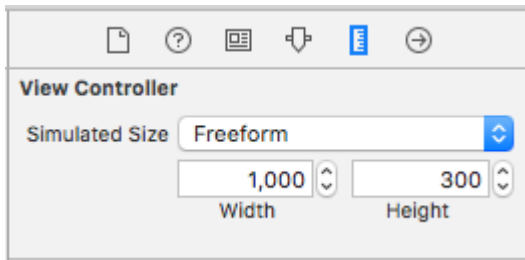 View Controller
Simulated Size Freeform
1,000 300
Width Height